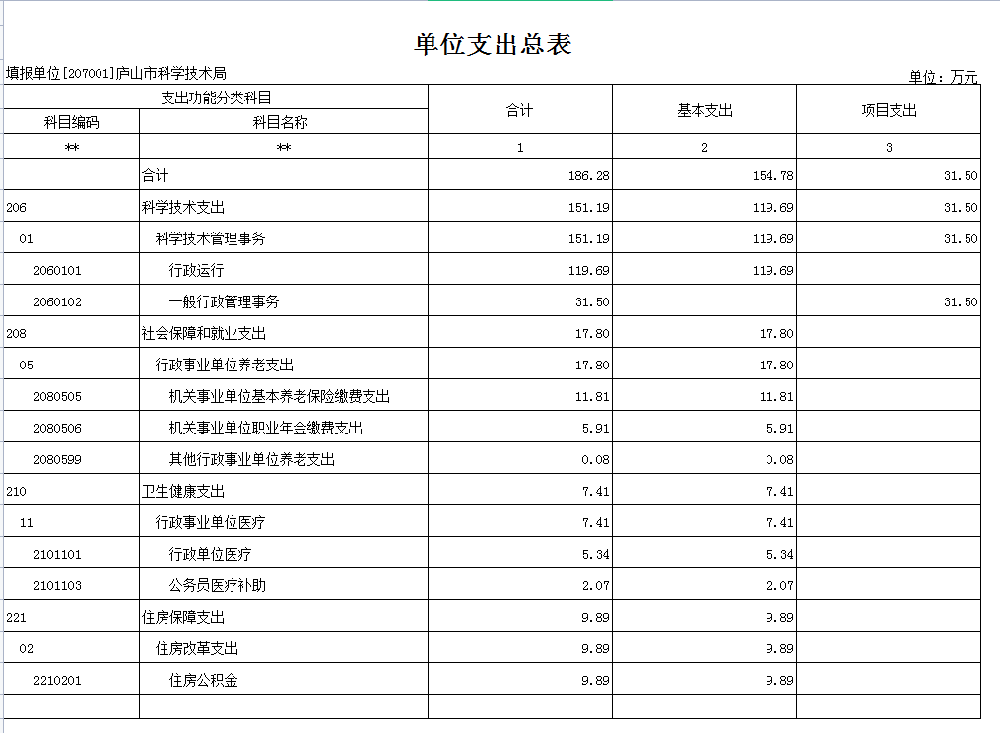 单位支出总表
填报单位[207001]庐山市科学技术局 单位：万元
支出功能分类科目 合计 基本支出 项目支出
科目编码 科目名称
** ** 1 2 3
合计 186.28 154.78 31.50
206 科学技术支出 151.19 119.69 31.50
01 科学技术管理事务 151.19 119.69 31.50
2060101 行政运行 119.69 119.69
2060102 一般行政管理事务 31.50 31.50
208 社会保障和就业支出 17.80 17.80
05 行政事业单位养老支出 17.80 17.80
2080505 机关事业单位基本养老保险缴费支出 11.81 11.81
2080506 机关事业单位职业年金缴费支出 5.91 5.91
2080599 其他行政事业单位养老支出 0.08 0.08
210 卫生健康支出 7.41 7.41
11 行政事业单位医疗 7.41 7.41
2101101 行政单位医疗 5.34 5.34
2101103 公务员医疗补助 2.07 2.07
221 住房保障支出 9.89 9.89
02 住房改革支出 9.89 9.89
2210201 住房公积金 9.89 9.89